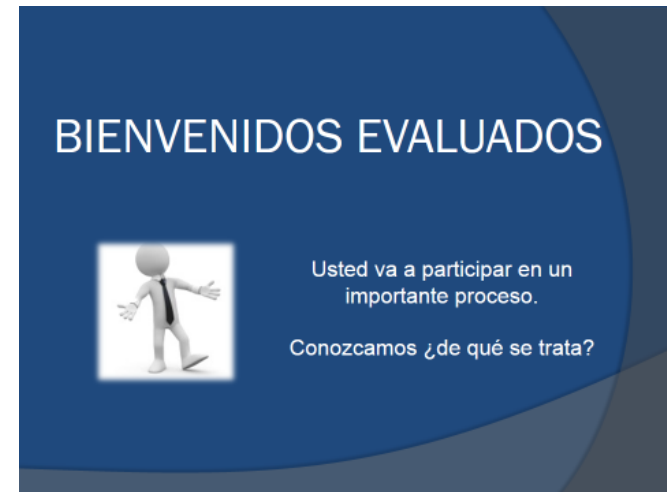 BIENVENIDOS EVALUADOS
Usted va a participar en un
importante proceso.
Conozcamos ¿de qué se trata?